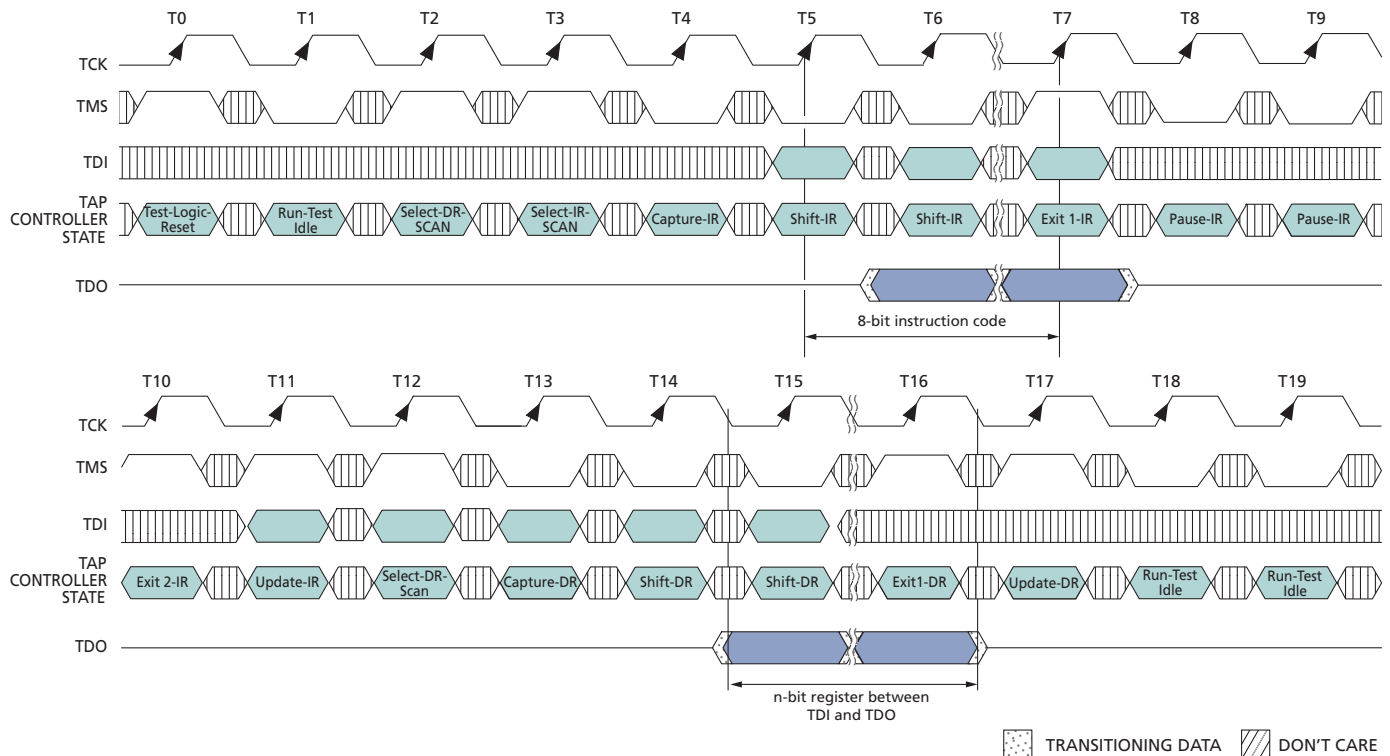 T0 T1 T2 T3 T4 T5 T6 T7 T8 T9
TCK
TMS
TDI
TAP
CONTROLLER
STATE
Test-Logic-
Reset
Run-Test
Idle
Select-DR-
SCAN
Select-IR-
SCAN
Capture-IR
Shift-IR
Shift-IR
Exit 1-IR
Pause-IR
Pause-IR
TDO
8-bit instruction code
T10 T11 T12 T13 T14 T15 T16 T17 T18 T19
TCK
TMS
TDI
TAP
CONTROLLER
STATE
Exit 2-IR
Update-IR
Select-DR-
Scan
Capture-DR
Shift-DR
Shift-DR
Exit1-DR
Update-DR
Run-Test
Idle
Run-Test
Idle
TDO
n-bit register between
TDI and TDO
TRANSITIONING DATA
DON'T CARE